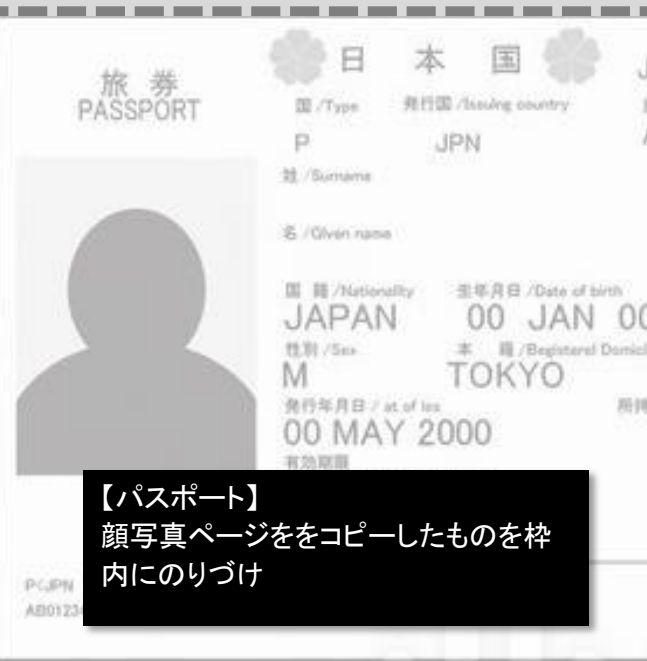 旅 券
PASSPORT
日 本 国
国 /Type
発行国 /Issuing country
P
JPN
姓 /Surname
名 /Given name
国 籍 /Nationality
生年月日 /Date of birth
JAPAN
00 JAN 00
性別 /Sex
本 籍 /Registered
M
TOKYO
発行年月日 /
00 MAY 2000
有効期限
【パスポート】
顔写真ページををコピーしたものを枠
内にのりづけ
P<JPN